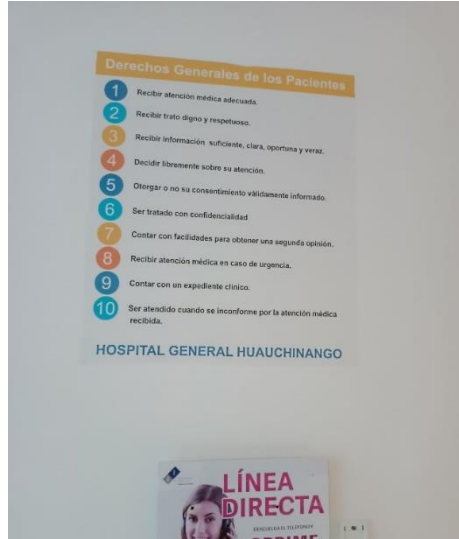 Derechos Generales de los Pacientes
1 Recibir atención médica adecuada.
2 Recibir trato digno y respetuoso.
3 Recibir información suficiente, clara, oportuna y veraz.
4 Decidir libremente sobre su atención.
5 Otorgar o no su consentimiento válidamente informado.
6 Ser tratado con confidencialidad
7 Contar con facilidades para obtener una segunda opinión.
8 Recibir atención médica en caso de urgencia.
9 Contar con un expediente clínico.
10 Ser atendido cuando se inconforme por la atención médica
recibida.
HOSPITAL GENERAL HUAUCHINANGO
LÍNEA
DIRECTA
OPRIME